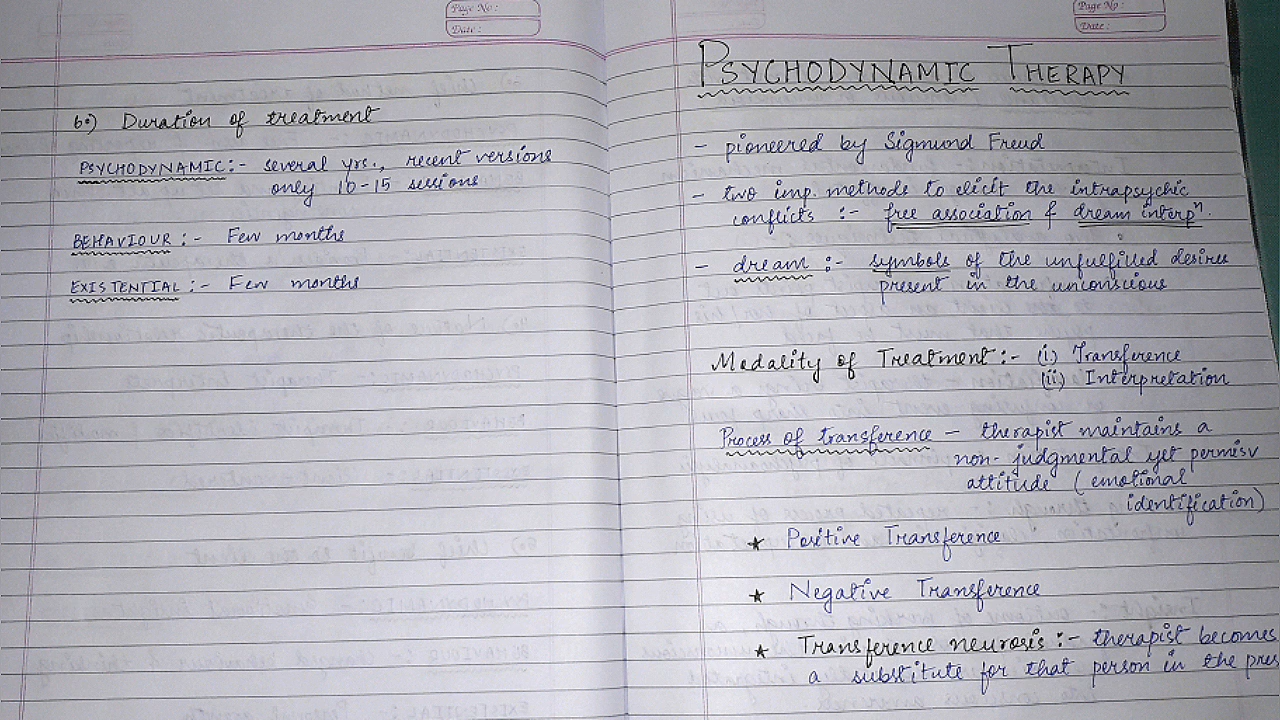 Page No :
Date :
6•) Duration of treatment
PSYCHODYNAMIC :- several yrs., recent versions
only 10-15 sessions
BEHAVIOUR :- Few months
EXISTENTIAL :- Few months
Page No :
Date :
PSYCHODYNAMIC THERAPY
- pioneered by Sigmund Freud
- two imp. methods to elicit the intrapsychic
conflicts :- free association & dream interpⁿ.
- dream :- symbols of the unfulfilled desires
present in the unconscious
Modality of Treatment :- (i) Transference
(ii) Interpretation
Process of transference - therapist maintains a
non-judgmental yet permisv
attitude (emotional
identification)
★ Positive Transference
★ Negative Transference
★ Transference neurosis :- therapist becomes
a substitute for that person in the pres